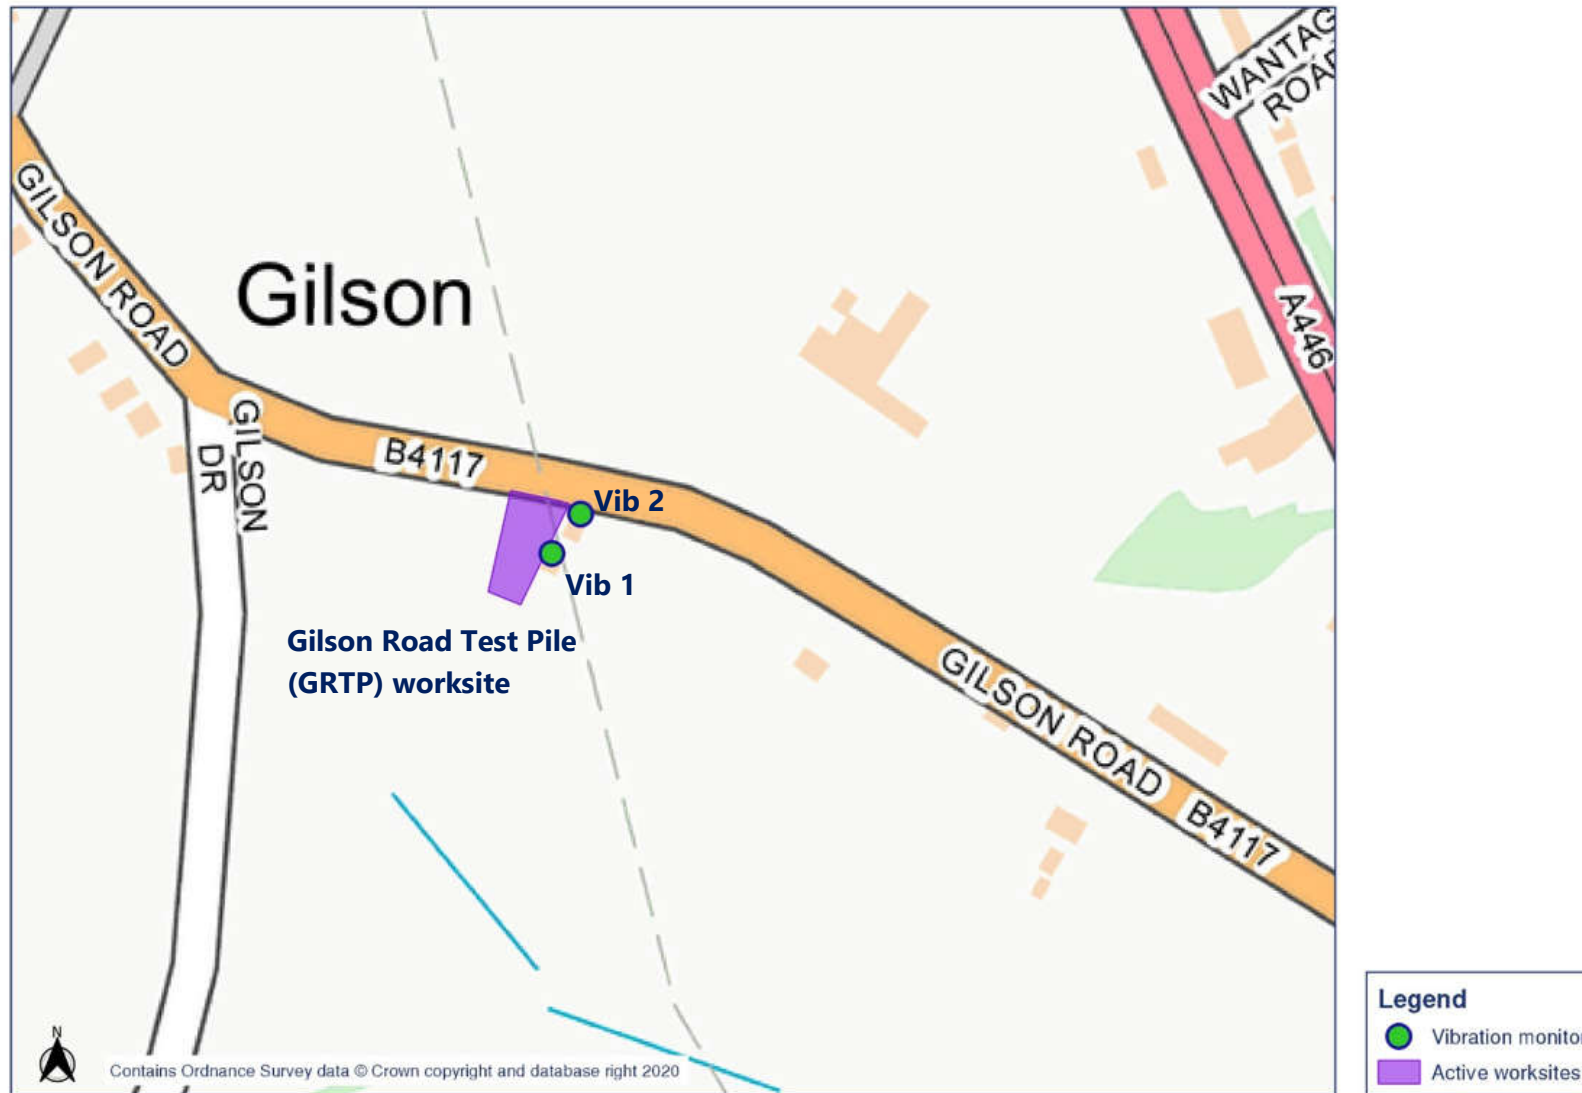 WANTAG
ROA
GILSON ROAD
Gilson
A446
GILSON
DR
B4117
Vib 2
Vib 1
Gilson Road Test Pile
(GRTP) worksite
GILSON ROAD
B4117
N
Contains Ordnance Survey data © Crown copyright and database right 2020
Legend
Vibration monitor
Active worksites